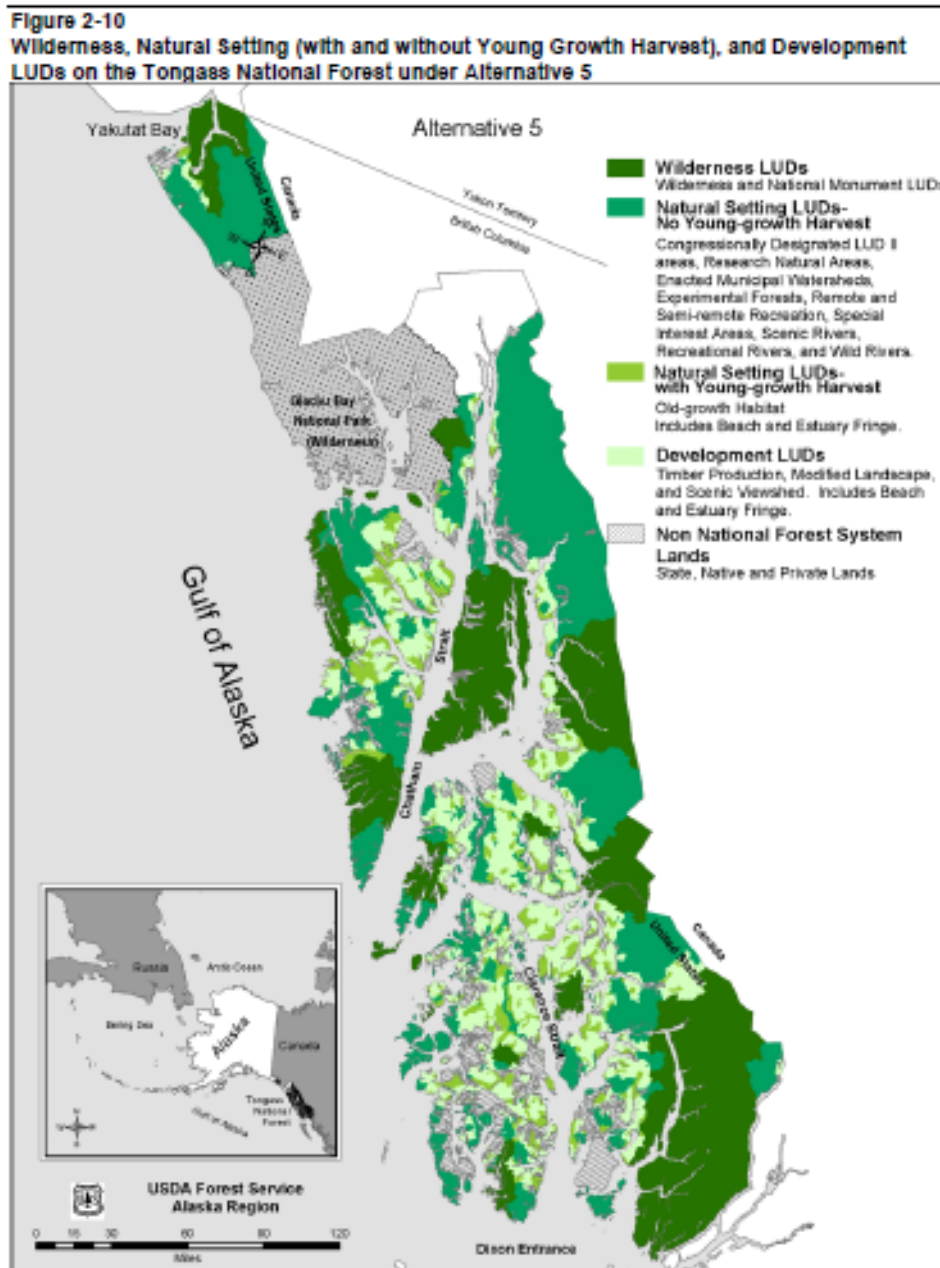 Figure 2-10
Wilderness, Natural Setting (with and without Young Growth Harvest), and Development
LUDs on the Tongass National Forest under Alternative 5
Yakutat Bay
Alternative 5
United States
Canada
Yukon Territory
British Columbia
Wilderness LUDs
Wilderness and National Monument LUDs
Natural Setting LUDs-
No Young-growth Harvest
Congressionally Designated LUD II
areas, Research Natural Areas,
Enacted Municipal Watersheds,
Experimental Forests, Remote and
Semi-remote Recreation, Special
Interest Areas, Scenic Rivers,
Recreational Rivers, and Wild Rivers.
Natural Setting LUDs-
with Young-growth Harvest
Old-growth Habitat
Includes Beach and Estuary Fringe.
Development LUDs
Timber Production, Modified Landscape,
and Scenic Viewshed. Includes Beach
and Estuary Fringe.
Non National Forest System
Lands
State, Native and Private Lands
Glacier Bay
National Park
(Wilderness)
Gulf of Alaska
Strait
Chatham
Clarence Strait
United States
Canada
Russia
Arctic Ocean
Bering Sea
Alaska
Canada
Tongass
National
Forest
Gulf of Alaska
N
W
E
S
USDA Forest Service
Alaska Region
0 15 30 60 90 120
Miles
Dixon Entrance